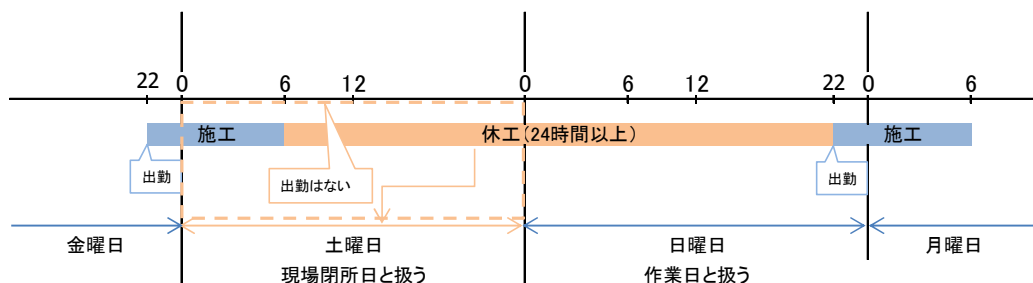 22 0 6 12 0 6 12 22 0 6
施工 休工(24時間以上) 施工
出勤 出勤はない 出勤
金曜日 土曜日 日曜日 月曜日
現場閉所日と扱う 作業日と扱う